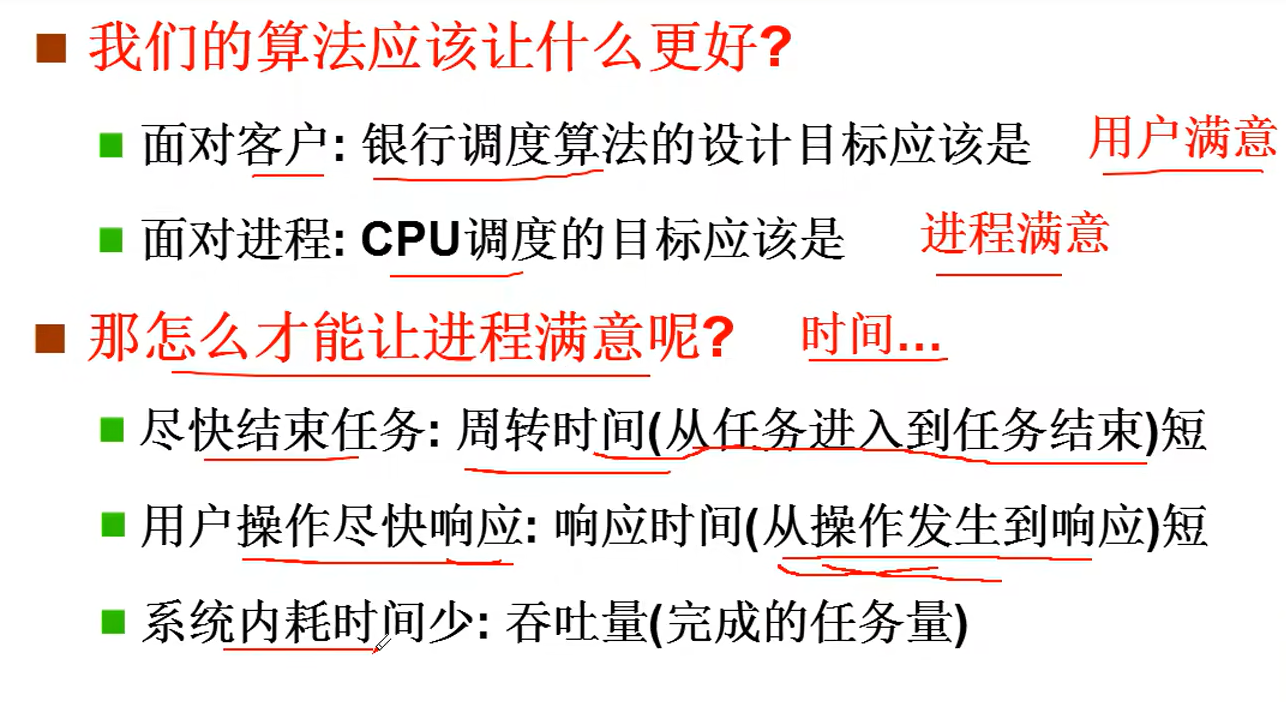 我们的算法应该让什么更好?
面对客户: 银行调度算法的设计目标应该是 用户满意
面对进程: CPU调度的目标应该是 进程满意
那怎么才能让进程满意呢? 时间...
尽快结束任务: 周转时间(从任务进入到任务结束)短
用户操作尽快响应: 响应时间(从操作发生到响应)短
系统内耗时间少: 吞吐量(完成的任务量)